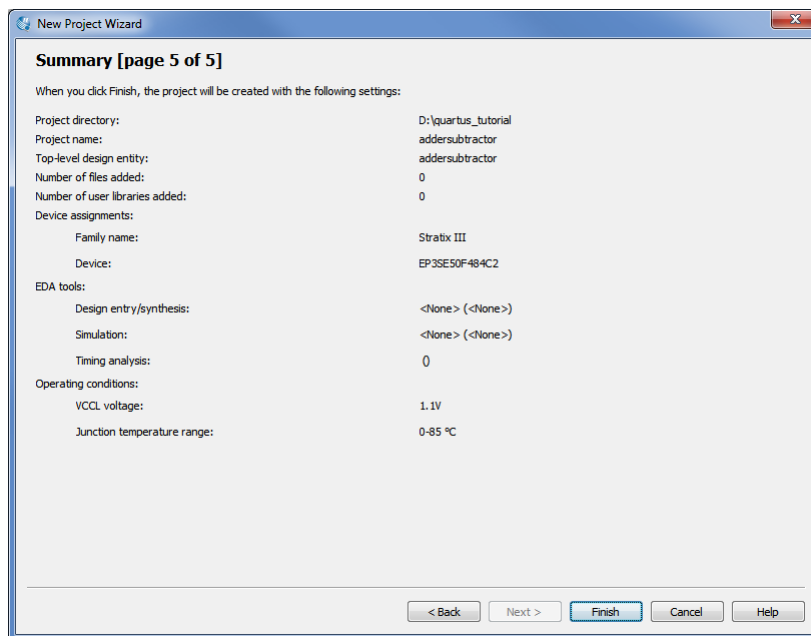 New Project Wizard
Summary [page 5 of 5]
When you click Finish, the project will be created with the following settings:
Project directory: D:\quartus_tutorial
Project name: addersubtractor
Top-level design entity: addersubtractor
Number of files added: 0
Number of user libraries added: 0
Device assignments:
Family name: Stratix III
Device: EP3SE50F484C2
EDA tools:
Design entry/synthesis: <None> (<None>)
Simulation: <None> (<None>)
Timing analysis: ()
Operating conditions:
VCCL voltage: 1.1V
Junction temperature range: 0-85 ºC
< Back Next > Finish Cancel Help